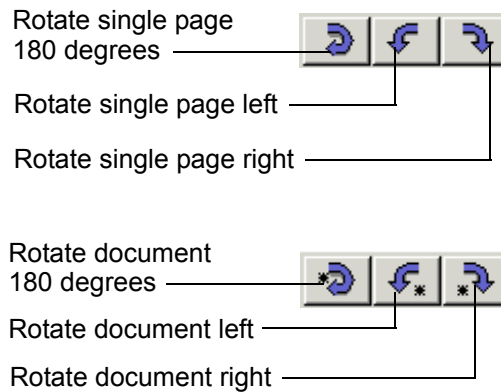 Rotate single page
180 degrees
Rotate single page left
Rotate single page right
Rotate document
180 degrees
Rotate document left
Rotate document right